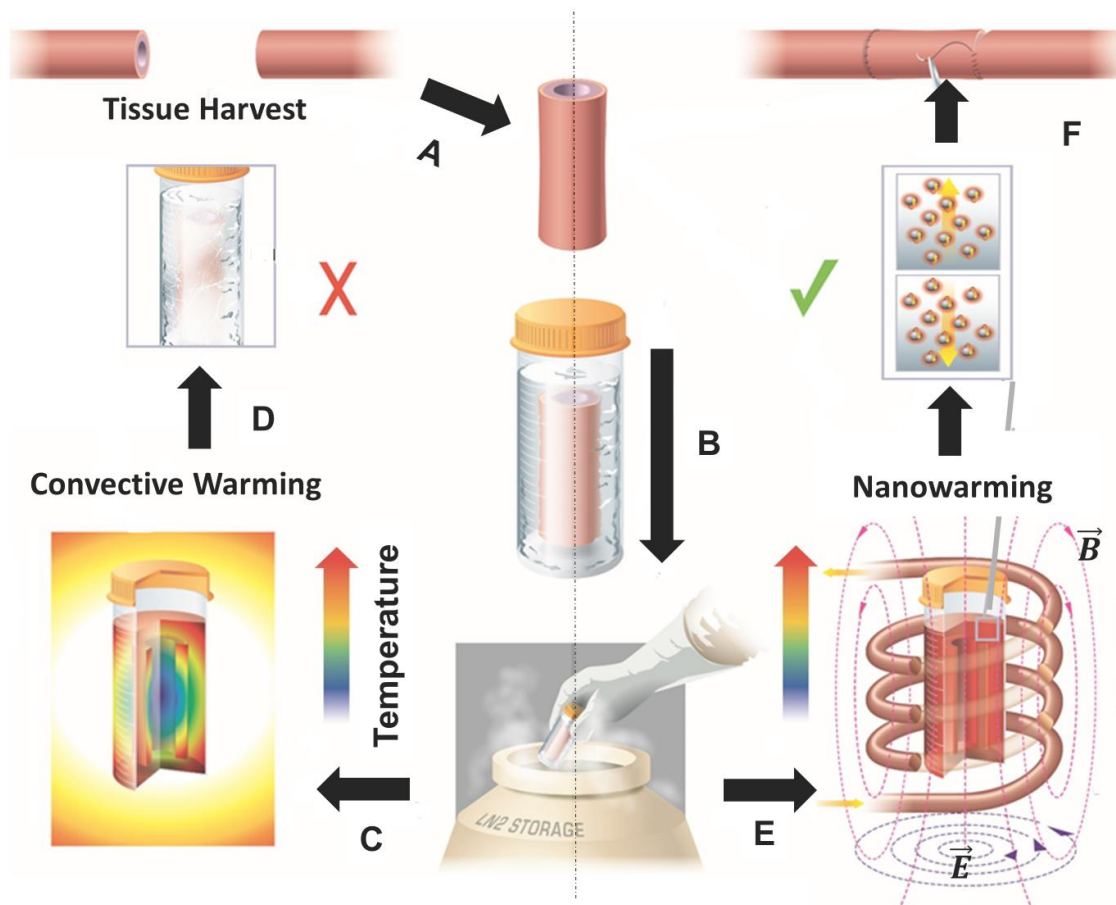 Tissue Harvest
A
F
X
B
D
Convective Warming
Nanowarming
B
Temperature
LN2 STORAGE
C
E
E